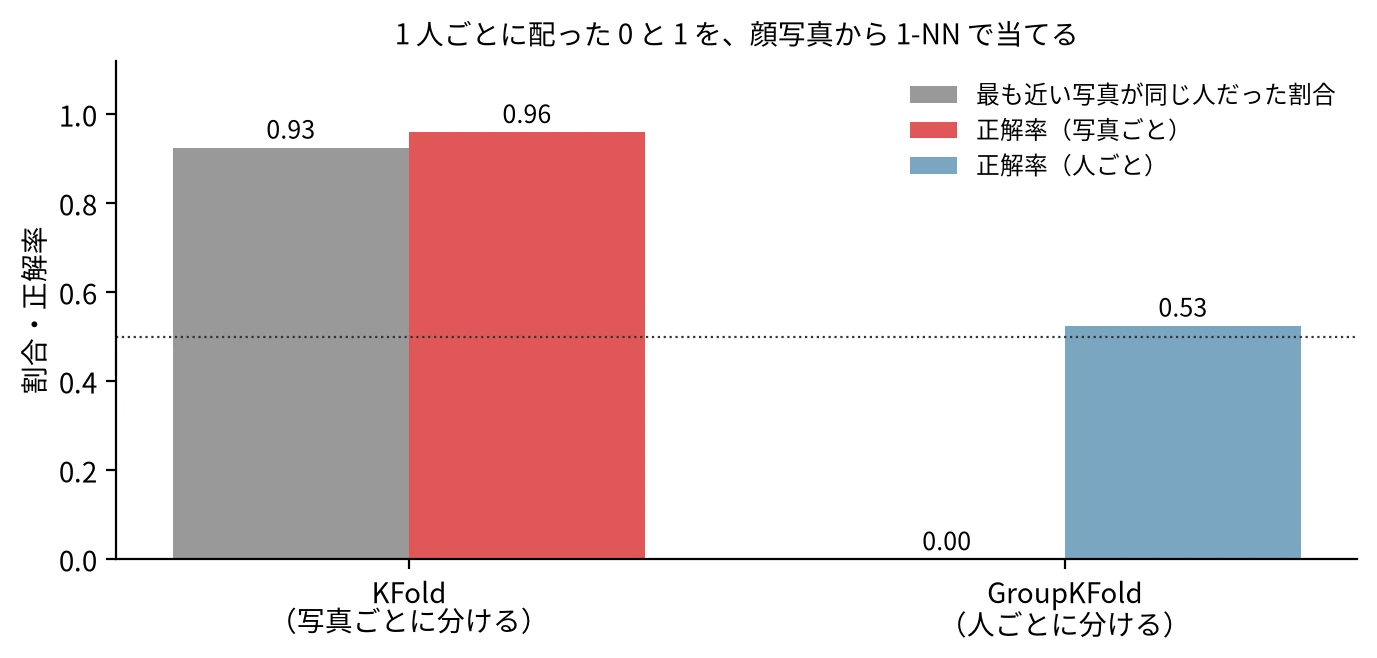 1 人ごとに配った 0 と 1 を、顔写真から 1-NN で当てる
最も近い写真が同じ人だった割合
正解率（写真ごと）
正解率（人ごと）
割合・正解率
1.0
0.8
0.6
0.4
0.2
0.0
0.93
0.96
0.00
0.53
KFold
（写真ごとに分ける）
GroupKFold
（人ごとに分ける）